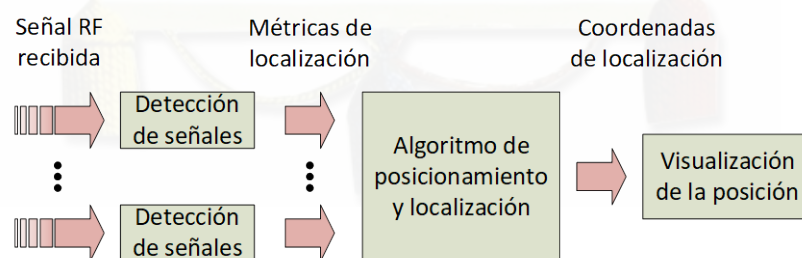 Señal RF
recibida
Métricas de
localización
Coordenadas
de localización
Detección
de señales
Algoritmo de
posicionamiento
y localización
Visualización
de la posición
Detección
de señales